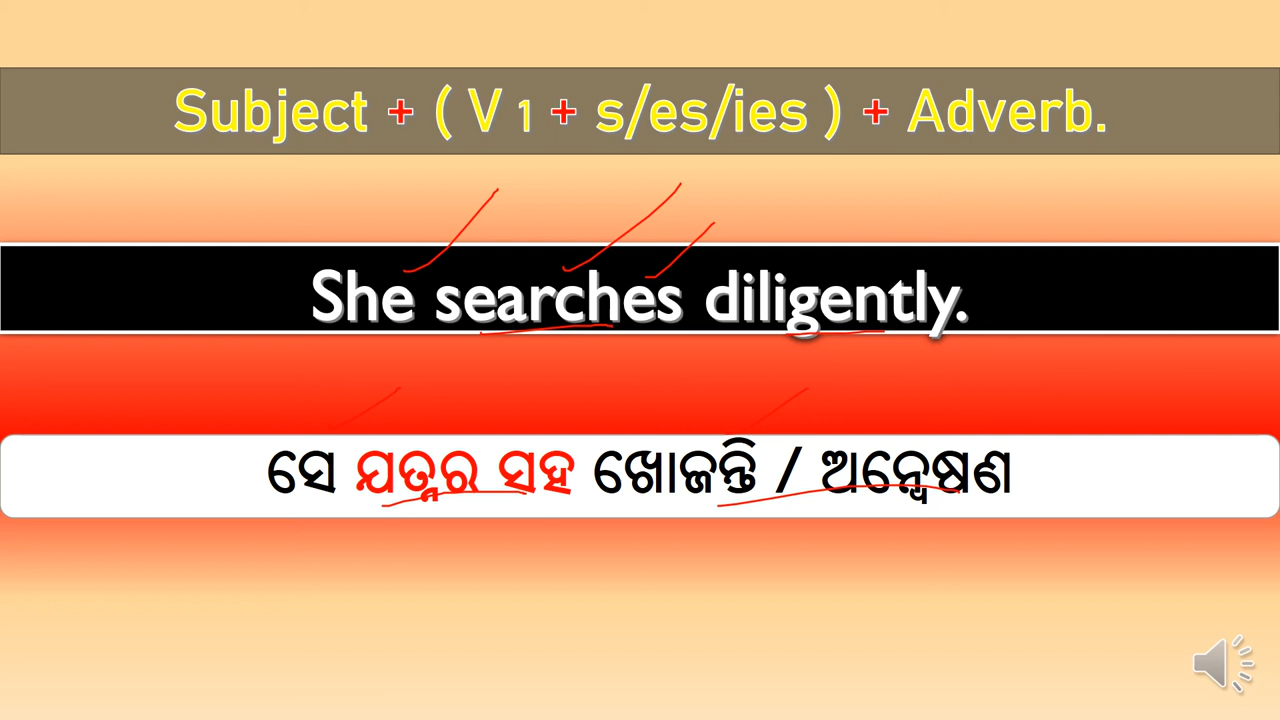 Subject + ( V 1 + s/es/ies ) + Adverb.
She searches diligently.
ସେ ଯତ୍ନର ସହ ଖୋଜନ୍ତି / ଅନ୍ଵେଷଣ